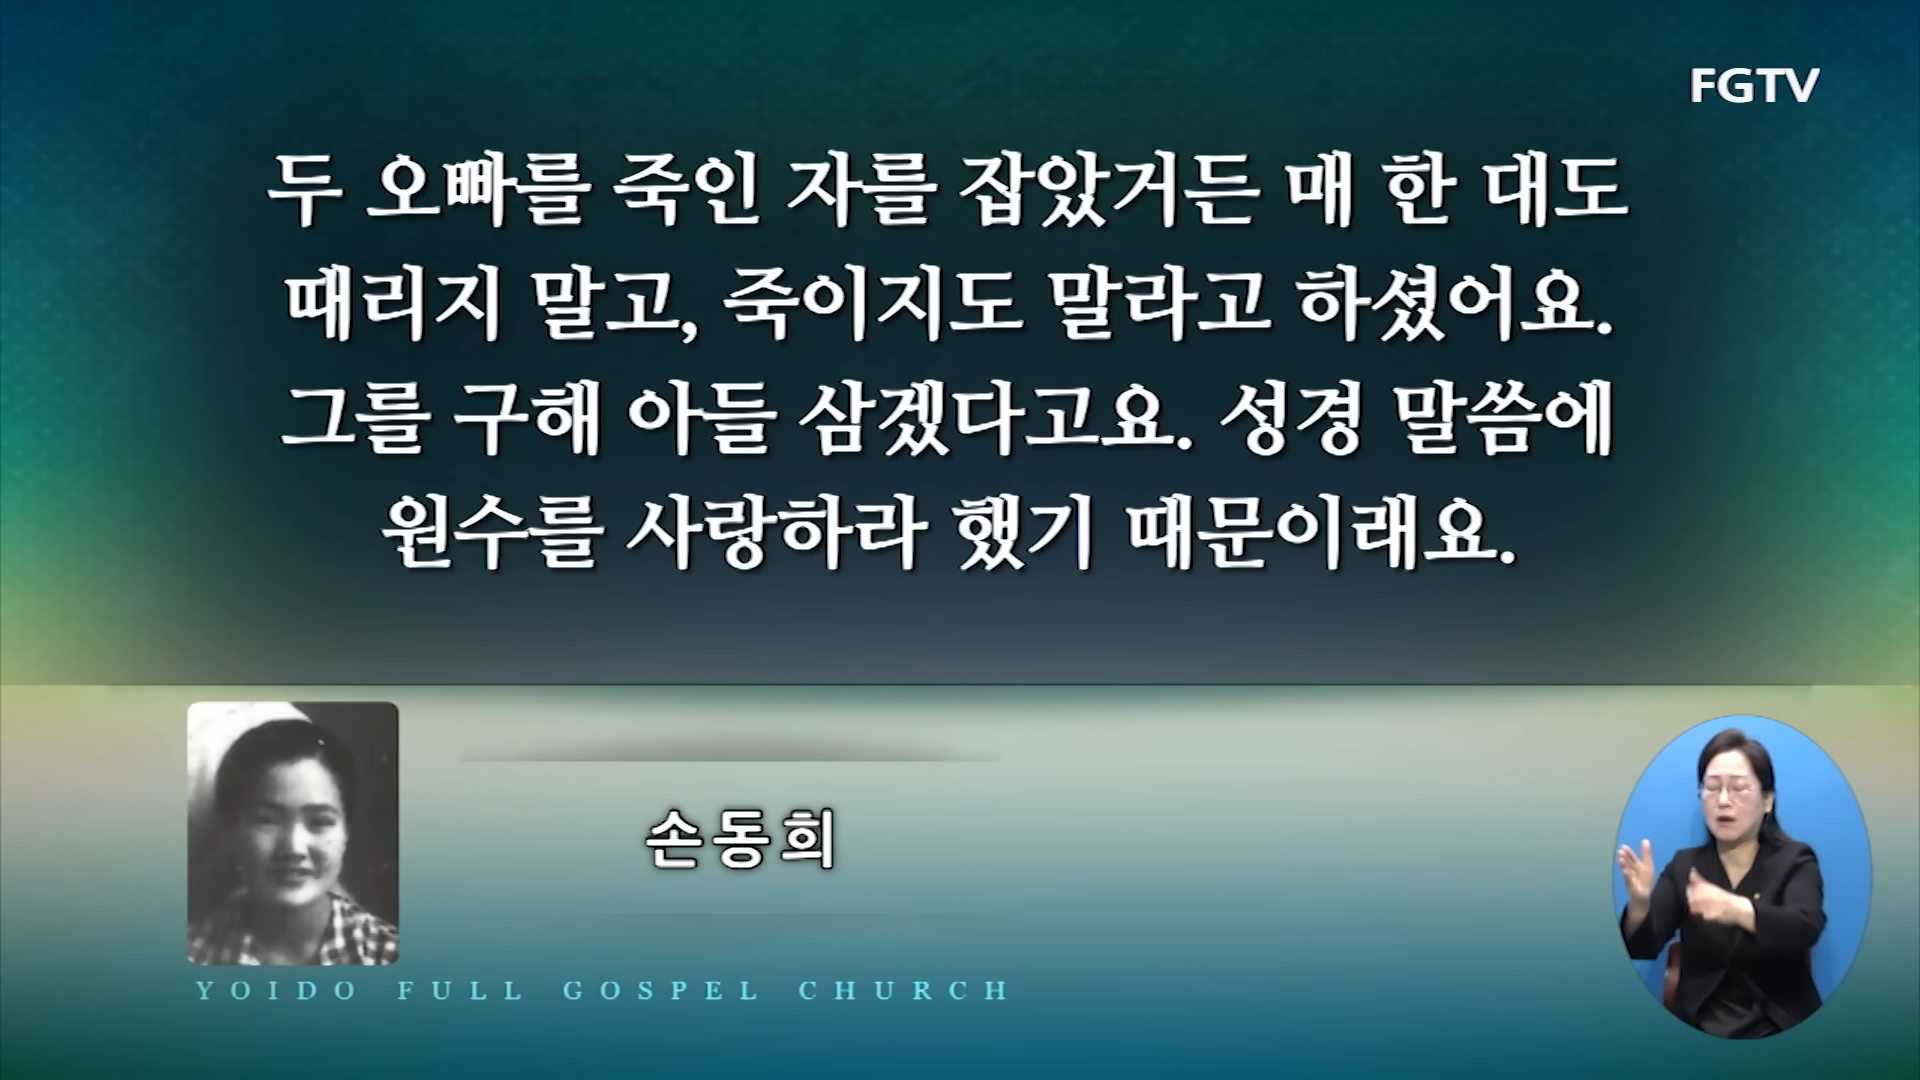 FGTV
두 오빠를 죽인 자를 잡았거든 매 한 대도
때리지 말고, 죽이지도 말라고 하셨어요.
그를 구해 아들 삼겠다고요. 성경 말씀에
원수를 사랑하라 했기 때문이래요.
손동희
YOIDO FULL GOSPEL CHURCH